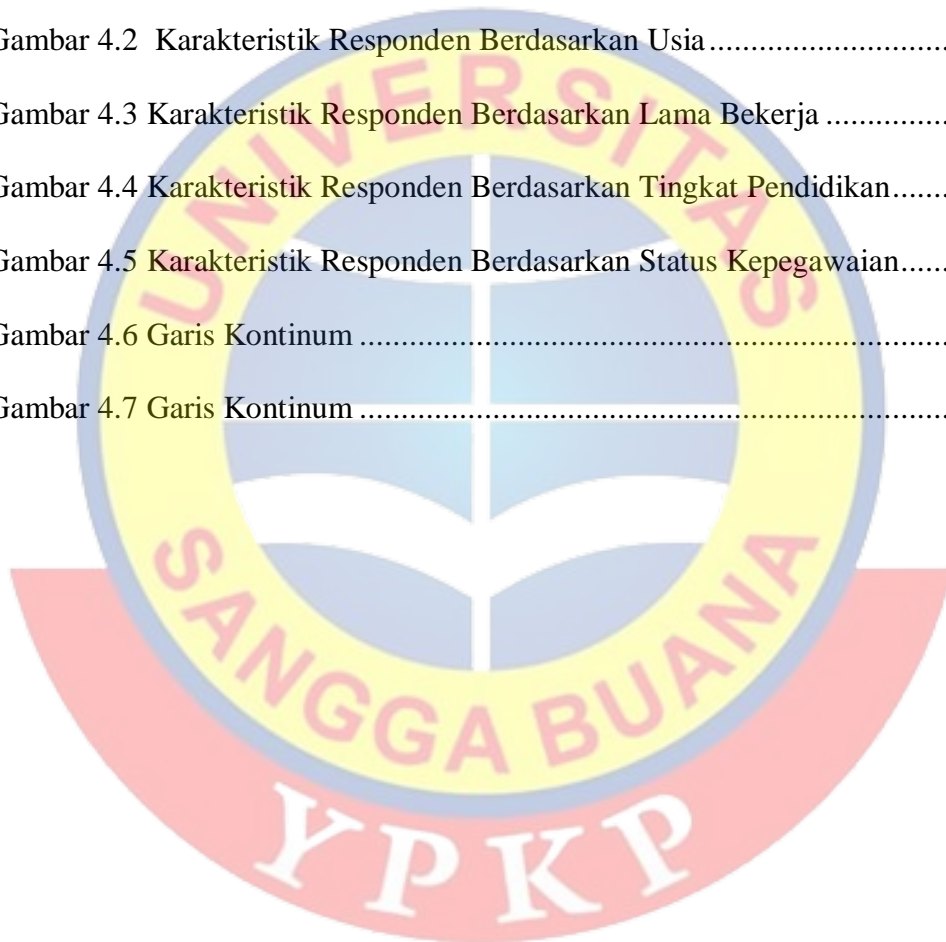 Gambar 4.2  Karakteristik Responden Berdasarkan Usia.............................
Gambar 4.3 Karakteristik Responden Berdasarkan Lama Bekerja ...............
Gambar 4.4 Karakteristik Responden Berdasarkan Tingkat Pendidikan.......
Gambar 4.5 Karakteristik Responden Berdasarkan Status Kepegawaian......
Gambar 4.6 Garis Kontinum ........................................................................
Gambar 4.7 Garis Kontinum ........................................................................
UNIVERSITAS
SANGGA BUANA
YPKP